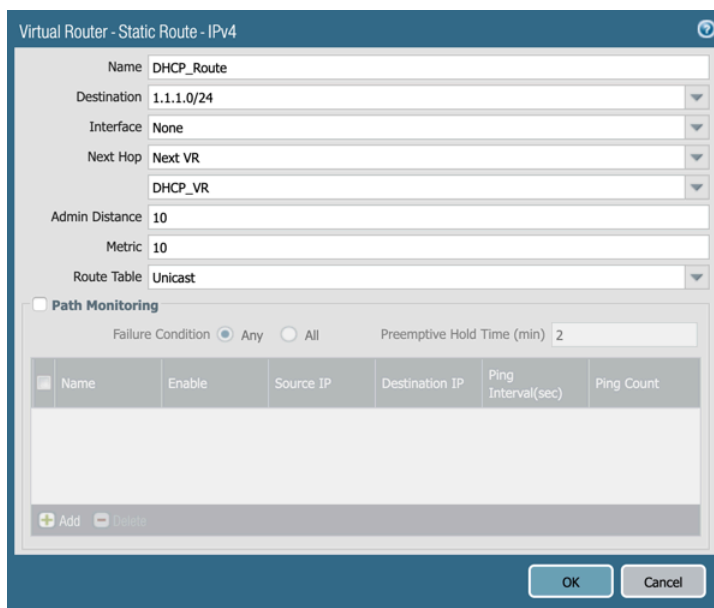 Virtual Router - Static Route - IPv4
Name DHCP_Route
Destination 1.1.1.0/24
Interface None
Next Hop Next VR
DHCP_VR
Admin Distance 10
Metric 10
Route Table Unicast
Path Monitoring
Failure Condition Any All Preemptive Hold Time (min) 2
Name Enable Source IP Destination IP Ping Interval(sec) Ping Count
Add Delete
OK Cancel